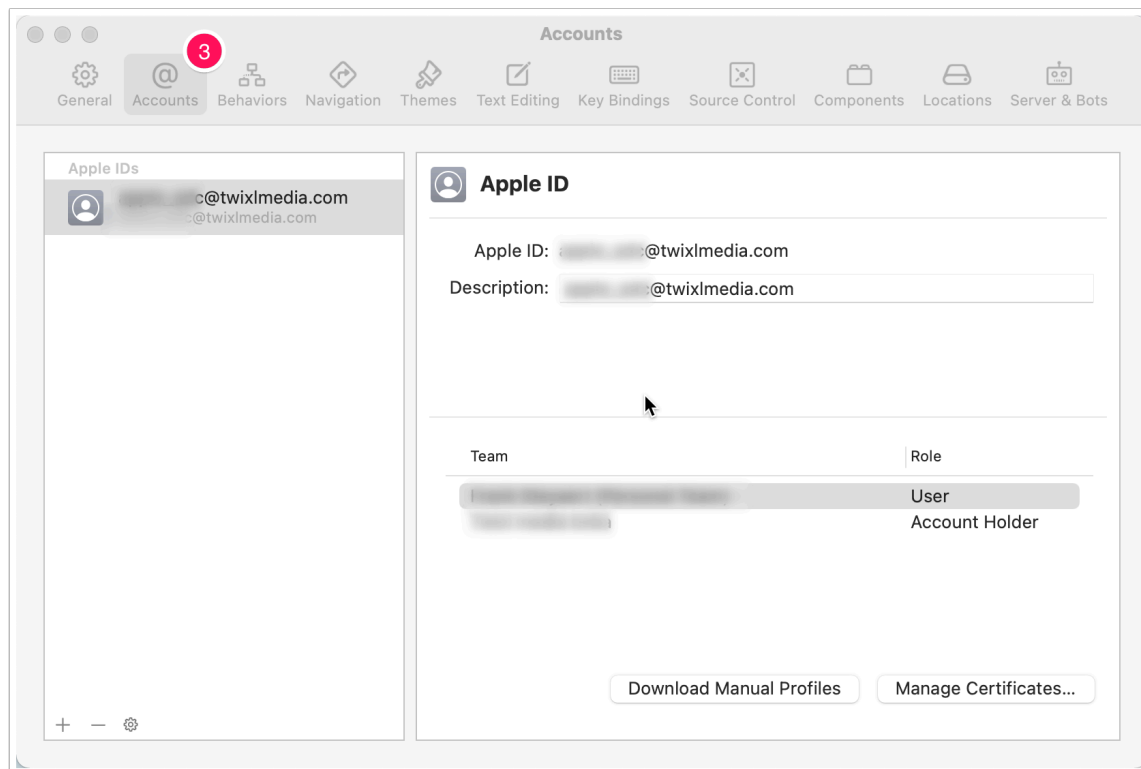 Accounts
3
General Accounts Behaviors Navigation Themes Text Editing Key Bindings Source Control Components Locations Server & Bots
Apple IDs
c@twixlmedia.com
@twixlmedia.com
Apple ID
Apple ID: @twixlmedia.com
Description: @twixlmedia.com
Team Role
User
Account Holder
Download Manual Profiles Manage Certificates...